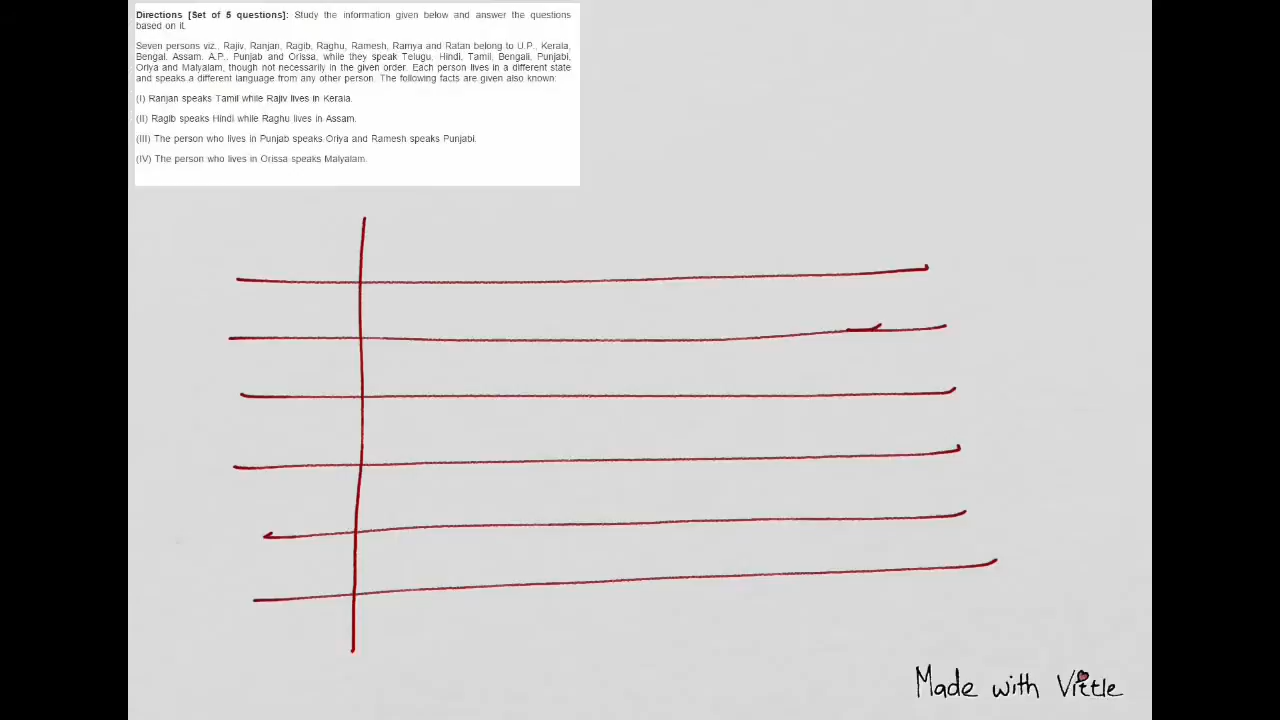 Directions [Set of 5 questions]: Study the information given below and answer the questions
based on it.
Seven persons viz., Rajiv, Ranjan, Ragib, Raghu, Ramesh, Ramya and Ratan belong to U.P., Kerala,
Bengal. Assam. A.P., Punjab and Orissa, while they speak Telugu, Hindi, Tamil, Bengali, Punjabi,
Oriya and Malyalam, though not necessarily in the given order. Each person lives in a different state
and speaks a different language from any other person. The following facts are given also known:
(I) Ranjan speaks Tamil while Rajiv lives in Kerala.
(II) Ragib speaks Hindi while Raghu lives in Assam.
(III) The person who lives in Punjab speaks Oriya and Ramesh speaks Punjabi.
(IV) The person who lives in Orissa speaks Malyalam.
Made with Vittle